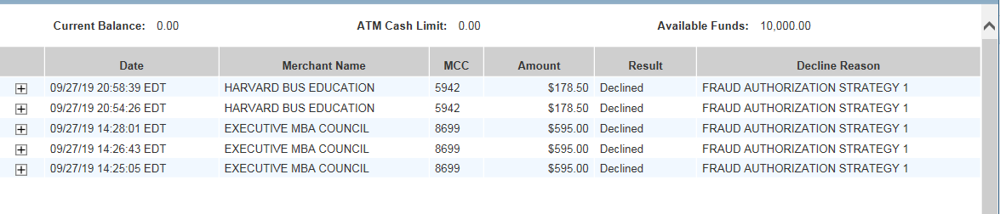 Current Balance: 0.00 ATM Cash Limit: 0.00 Available Funds: 10,000.00
Date Merchant Name MCC Amount Result Decline Reason
09/27/19 20:58:39 EDT HARVARD BUS EDUCATION 5942 $178.50 Declined FRAUD AUTHORIZATION STRATEGY 1
09/27/19 20:54:26 EDT HARVARD BUS EDUCATION 5942 $178.50 Declined FRAUD AUTHORIZATION STRATEGY 1
09/27/19 14:28:01 EDT EXECUTIVE MBA COUNCIL 8699 $595.00 Declined FRAUD AUTHORIZATION STRATEGY 1
09/27/19 14:26:43 EDT EXECUTIVE MBA COUNCIL 8699 $595.00 Declined FRAUD AUTHORIZATION STRATEGY 1
09/27/19 14:25:05 EDT EXECUTIVE MBA COUNCIL 8699 $595.00 Declined FRAUD AUTHORIZATION STRATEGY 1